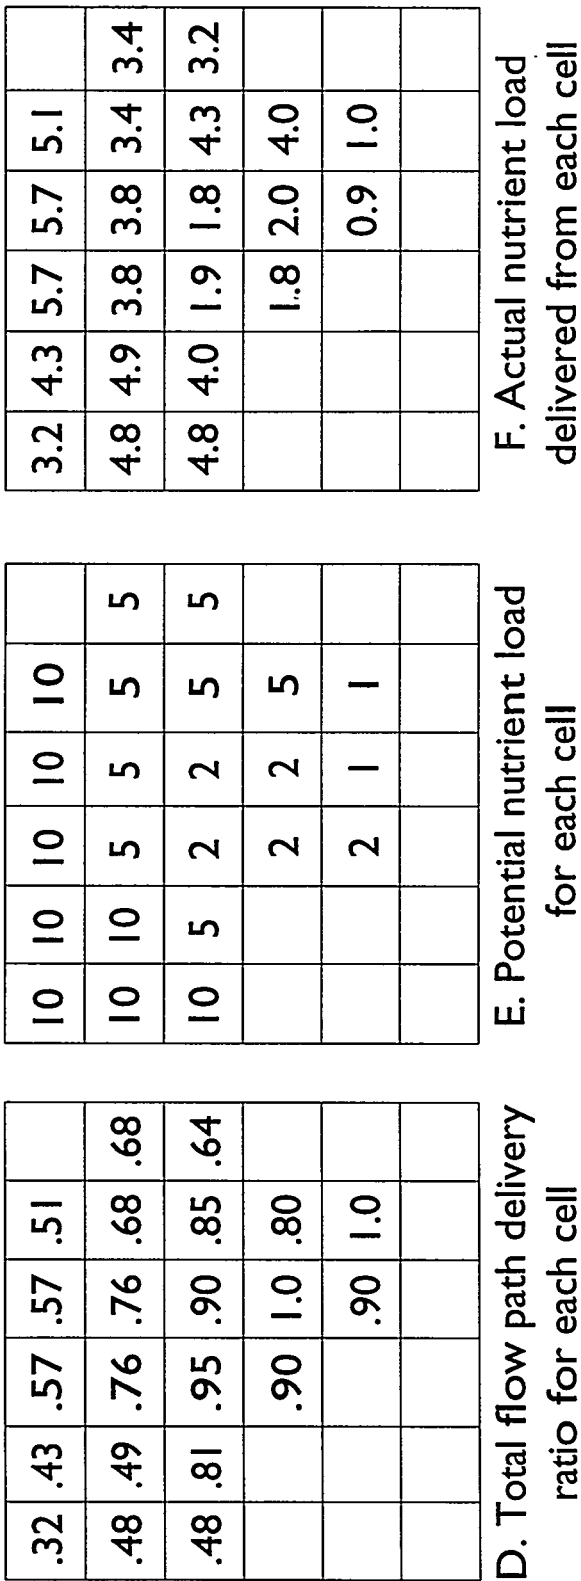 .32 .43 .57 .57 .51
.48 .49 .76 .76 .68 .68
.48 .81 .95 .90 .85 .64
.90 1.0 .80
.90 1.0
D. Total flow path delivery
ratio for each cell
10 10 10 10 10
10 10 5 5 5 5
10 5 2 2 5 5
2 2 5
2 1 1
E. Potential nutrient load
for each cell
3.2 4.3 5.7 5.7 5.1
4.8 4.9 3.8 3.8 3.4 3.4
4.8 4.0 1.9 1.8 4.3 3.2
1.8 2.0 4.0
0.9 1.0
F. Actual nutrient load
delivered from each cell